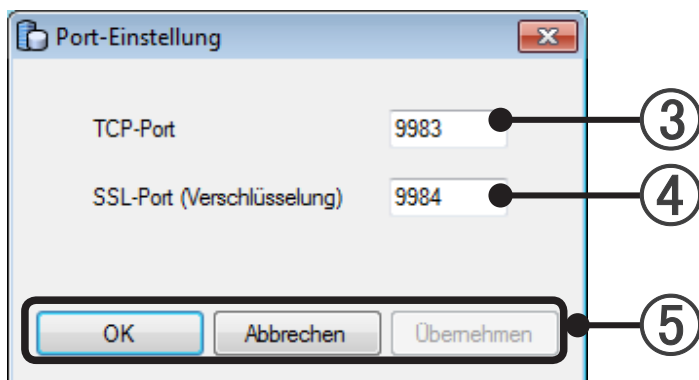 Port-Einstellung
TCP-Port 9983 ③
SSL-Port (Verschlüsselung) 9984 ④
OK Abbrechen Übernehmen ⑤